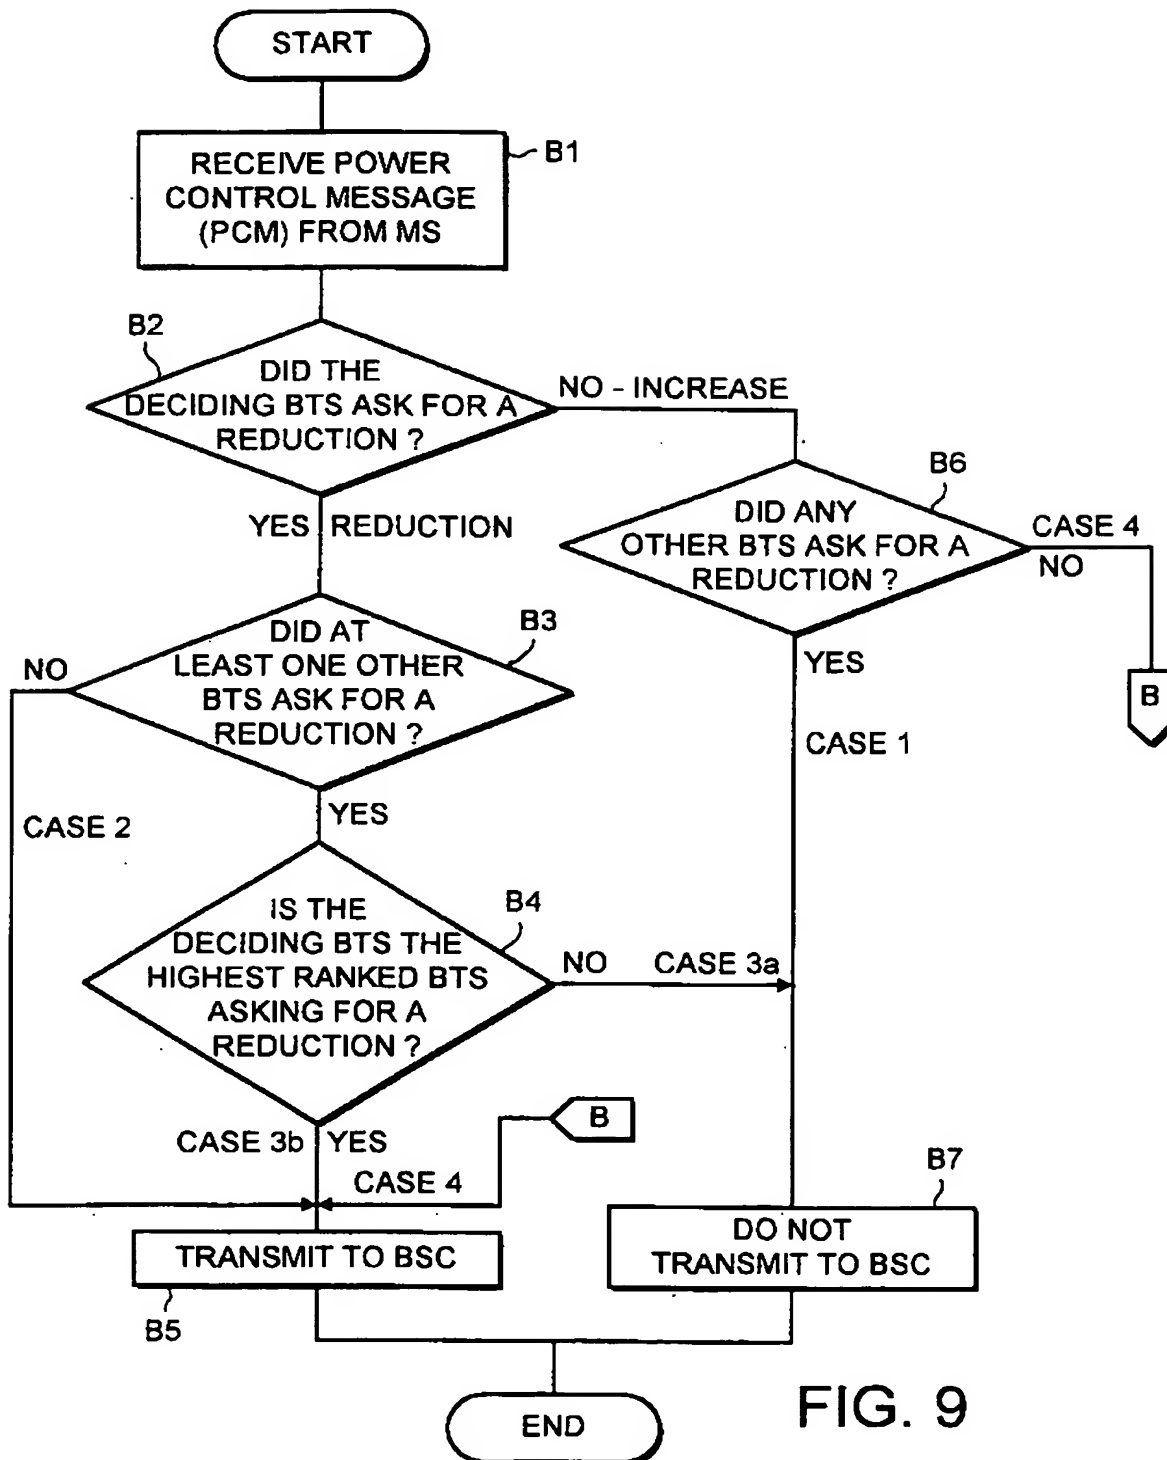 START
B1
RECEIVE POWER
CONTROL MESSAGE
(PCM) FROM MS
B2
DID THE
DECIDING BTS ASK FOR A
REDUCTION ?
NO - INCREASE
YES REDUCTION
B6
DID ANY
OTHER BTS ASK FOR A
REDUCTION ?
CASE 4
NO
YES
B
CASE 1
B3
DID AT
LEAST ONE OTHER
BTS ASK FOR A
REDUCTION ?
NO
CASE 2
YES
B4
IS THE
DECIDING BTS THE
HIGHEST RANKED BTS
ASKING FOR A
REDUCTION ?
NO CASE 3a
CASE 3b YES
B
CASE 4
TRANSMIT TO BSC
B5
B7
DO NOT
TRANSMIT TO BSC
END
FIG. 9